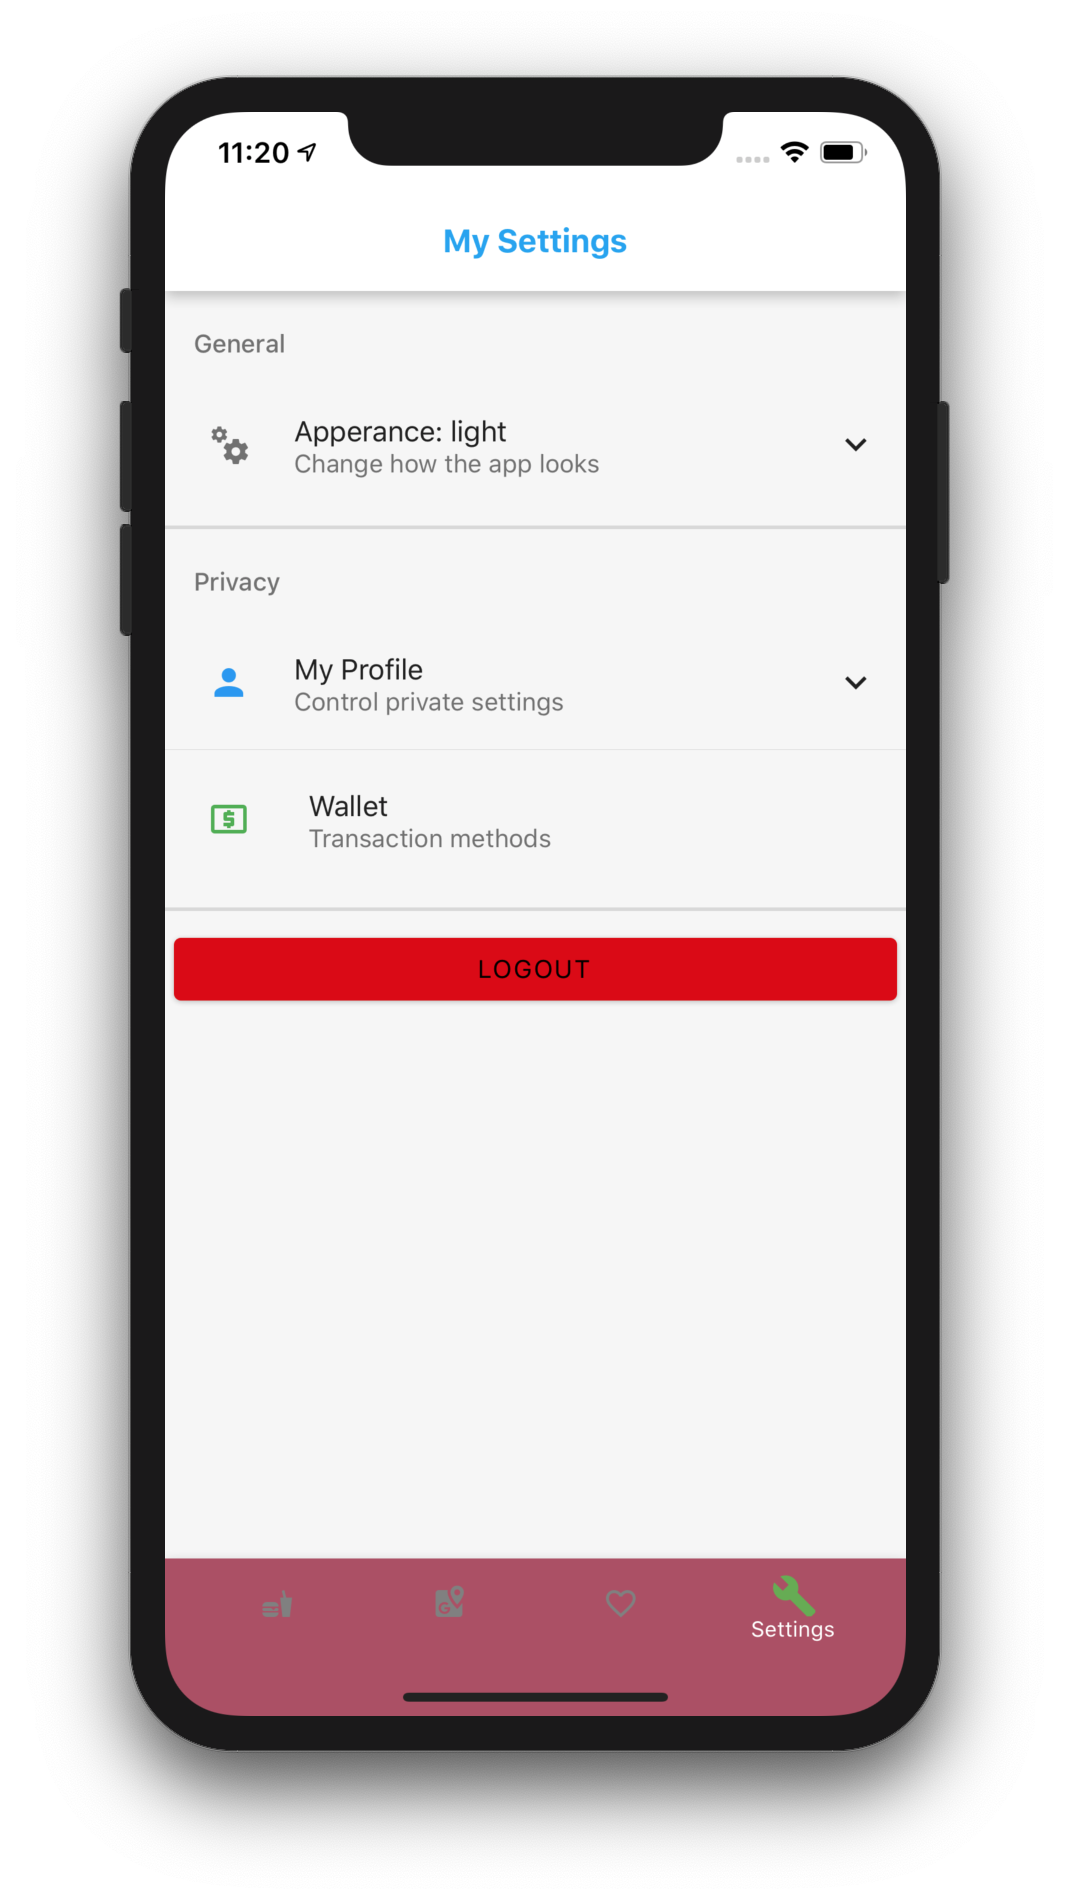 11:20
My Settings
General
Apperance: light
Change how the app looks
Privacy
My Profile
Control private settings
$
Wallet
Transaction methods
LOGOUT
G
Settings